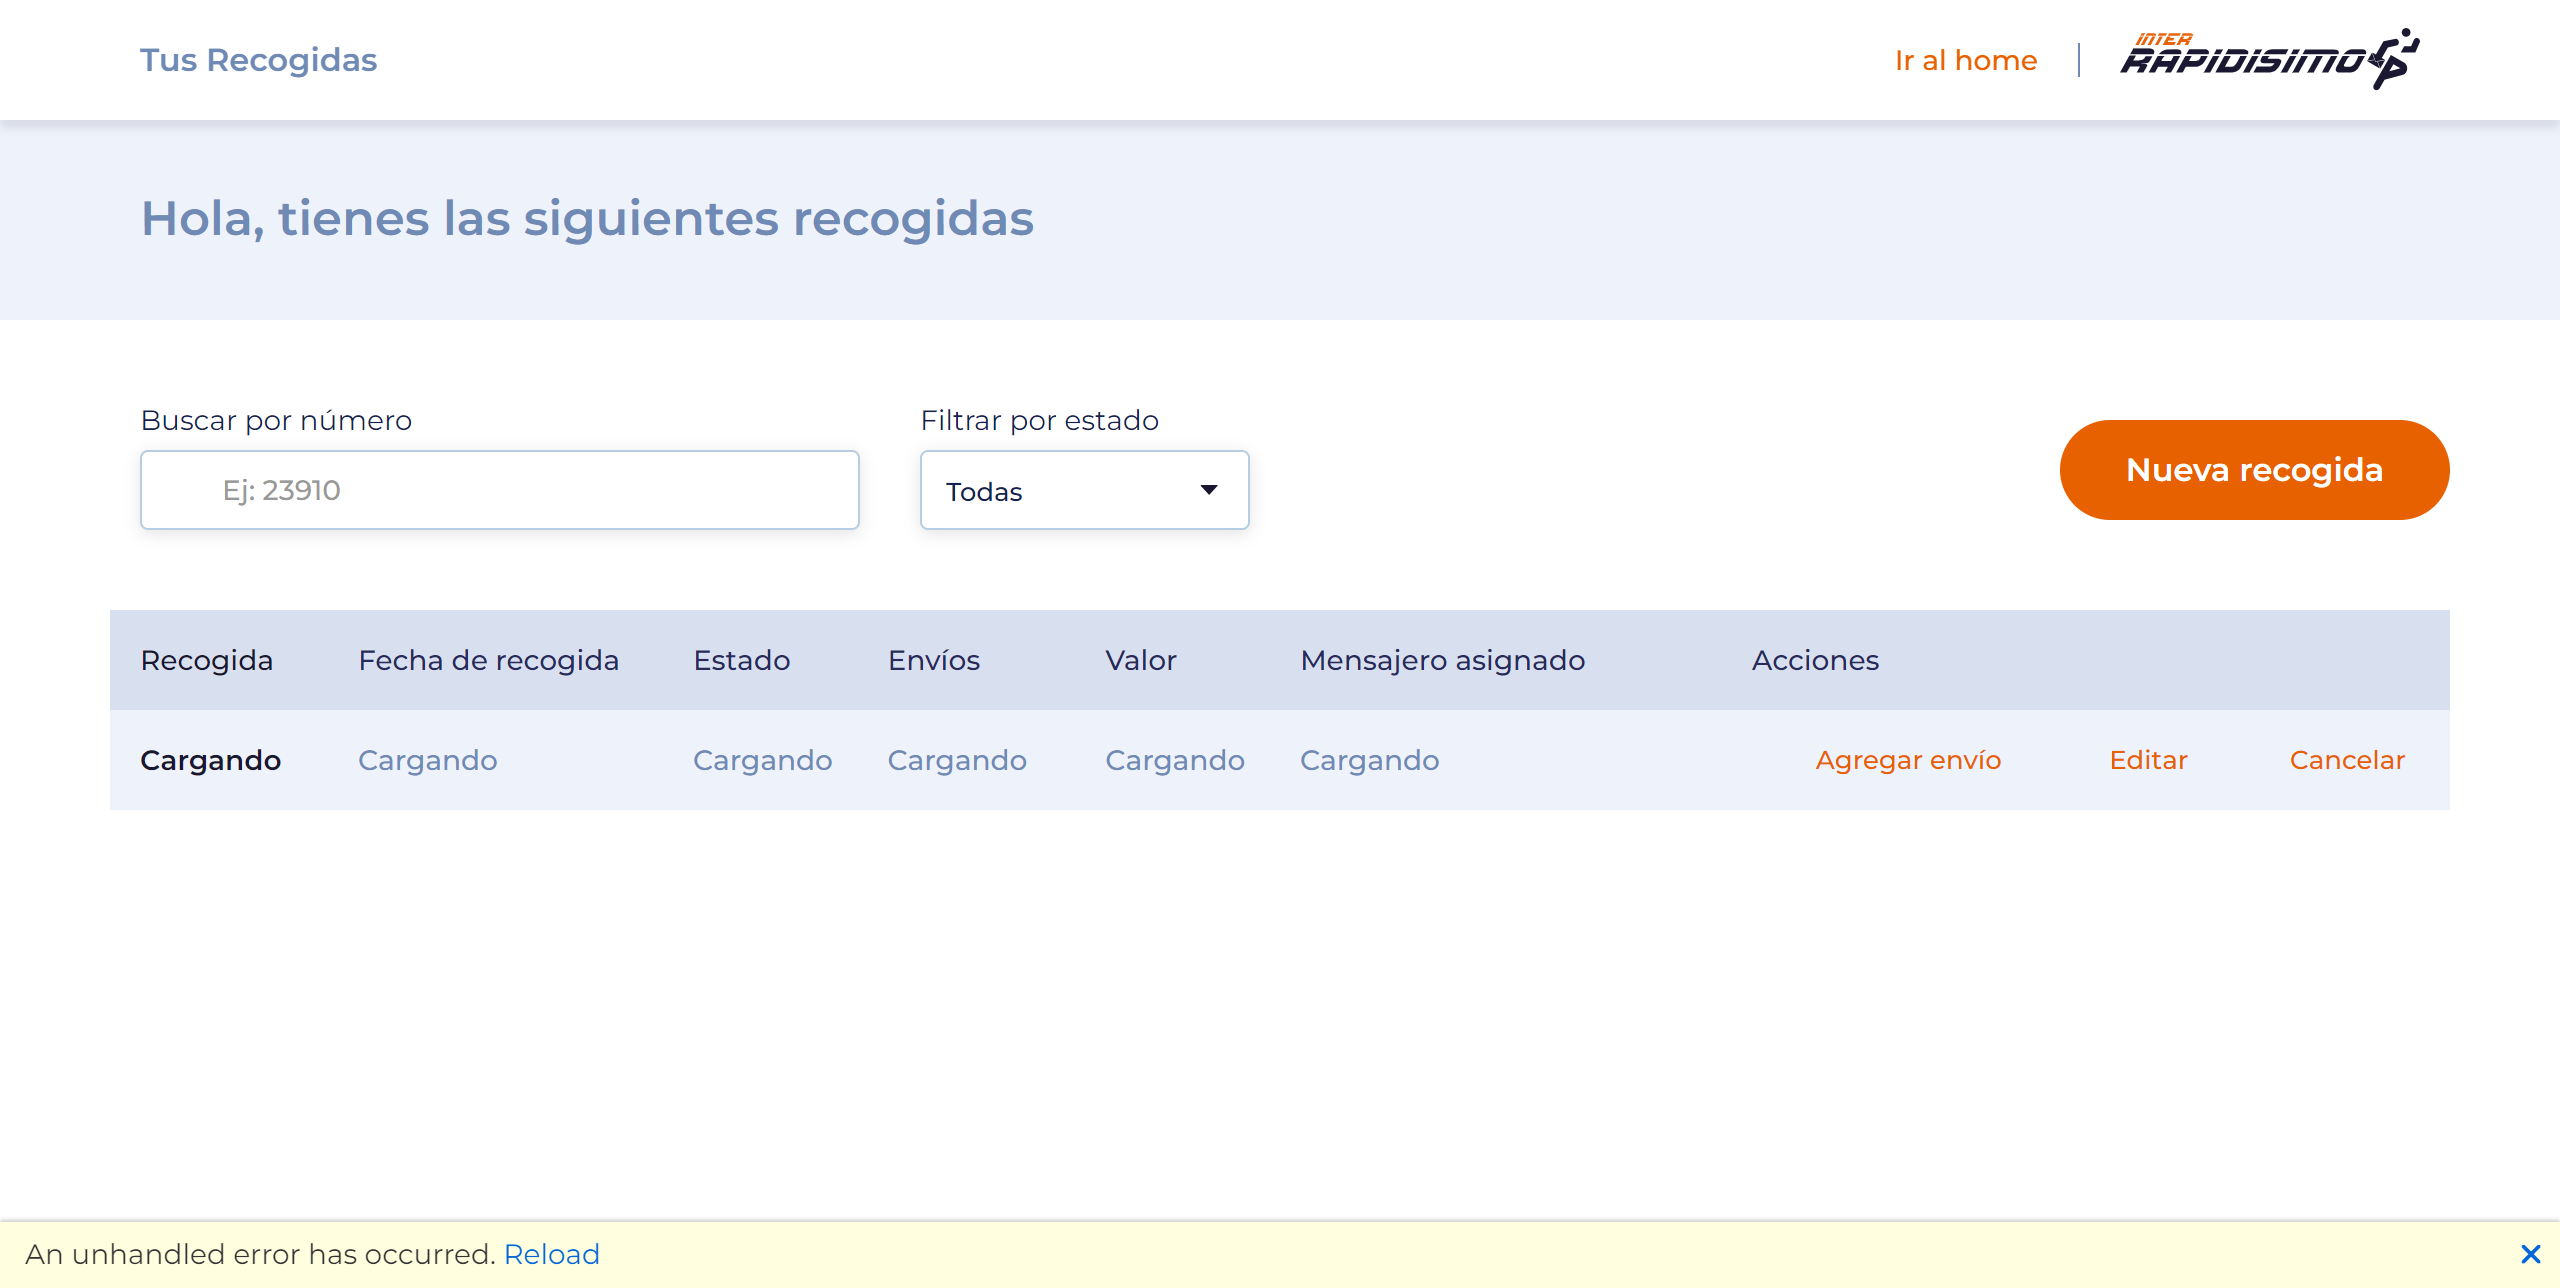 Tus Recogidas
Ir al home
INTER
RAPIDISIMO
Hola, tienes las siguientes recogidas
Buscar por número
Filtrar por estado
Ej: 23910
Todas
Nueva recogida
Recogida Fecha de recogida Estado Envíos Valor Mensajero asignado Acciones
Cargando Cargando Cargando Cargando Cargando Cargando Agregar envío Editar Cancelar
An unhandled error has occurred. Reload